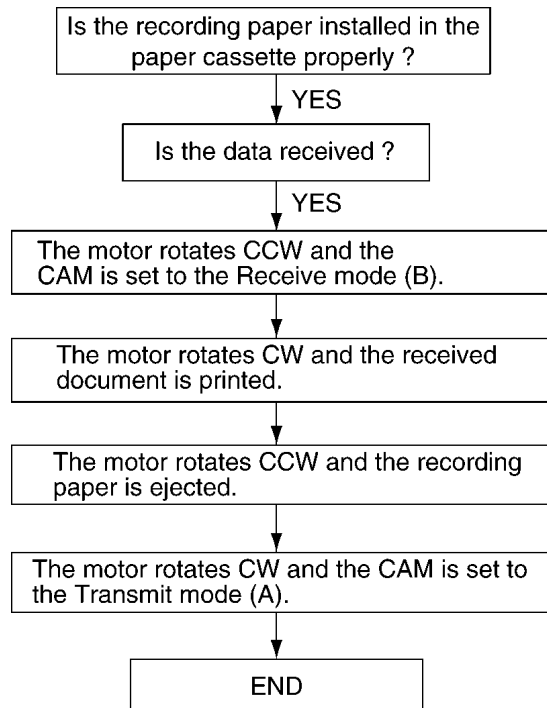 Is the recording paper installed in the
paper cassette properly ?
YES
Is the data received ?
YES
The motor rotates CCW and the
CAM is set to the Receive mode (B).
The motor rotates CW and the received
document is printed.
The motor rotates CCW and the recording
paper is ejected.
The motor rotates CW and the CAM is set to
the Transmit mode (A).
END